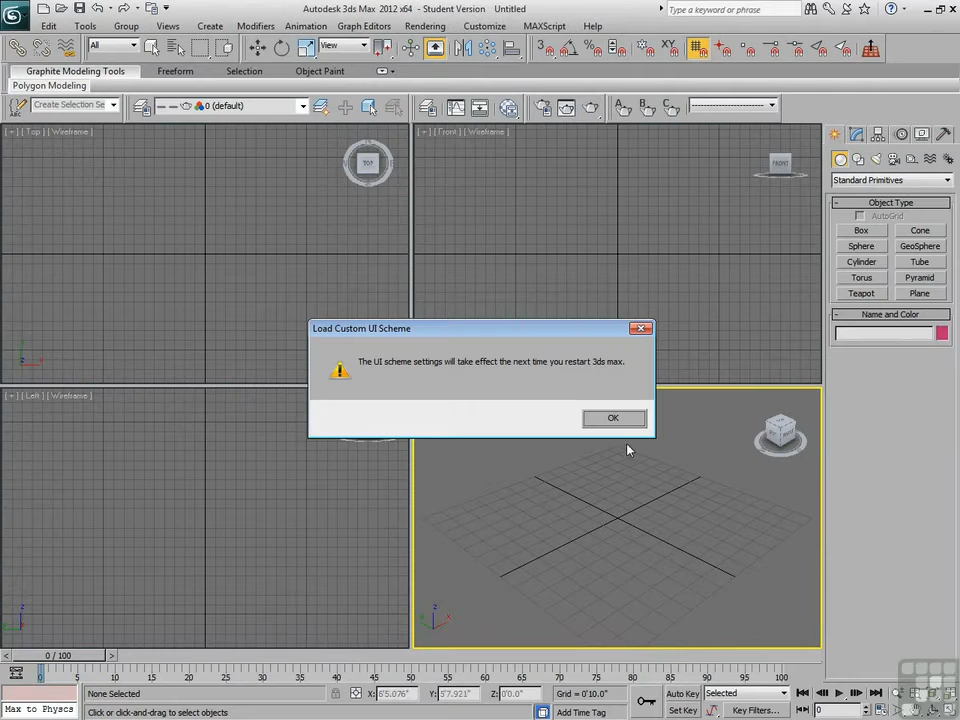 Autodesk 3ds Max 2012 x64 - Student Version Untitled
Type a keyword or phrase
Edit Tools Group Views Create Modifiers Animation Graph Editors Rendering Customize MAXScript Help
All
View
3
%
XY
Graphite Modeling Tools Freeform Selection Object Paint
Polygon Modeling
ABC
Create Selection Se
0 (default)
A B C
[ + ] [ Top ] [ Wireframe ]
TOP
[ + ] [ Front ] [ Wireframe ]
FRONT
Standard Primitives
Object Type
AutoGrid
Box Cone
Sphere GeoSphere
Cylinder Tube
Torus Pyramid
Teapot Plane
Name and Color
Load Custom UI Scheme
The UI scheme settings will take effect the next time you restart 3ds max.
OK
[ + ] [ Left ] [ Wireframe ]
z
x
z
y
z
x
0 / 100
0 5 10 15 20 25 30 35 40 45 50 55 60 65 70 75 80 85 90 95 100
None Selected
X: 8'5.076" Y: 5'7.921" Z: 0'0.0" Grid = 0'10.0"
Auto Key Selected
Max to Physcs
Click or click-and-drag to select objects
Add Time Tag
Set Key Key Filters...
0